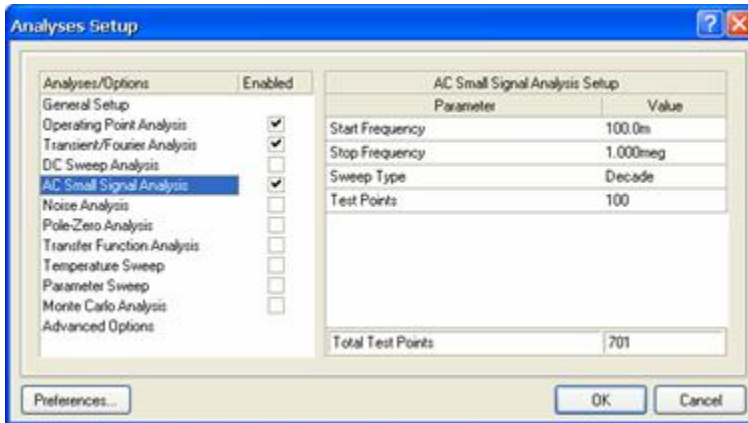 Analyses Setup
Analyses/Options Enabled
General Setup
Operating Point Analysis
Transient/Fourier Analysis
DC Sweep Analysis
AC Small Signal Analysis
Noise Analysis
Pole-Zero Analysis
Transfer Function Analysis
Temperature Sweep
Parameter Sweep
Monte Carlo Analysis
Advanced Options
AC Small Signal Analysis Setup
Parameter Value
Start Frequency 100.0m
Stop Frequency 1.000meg
Sweep Type Decade
Test Points 100
Total Test Points 701
Preferences... OK Cancel